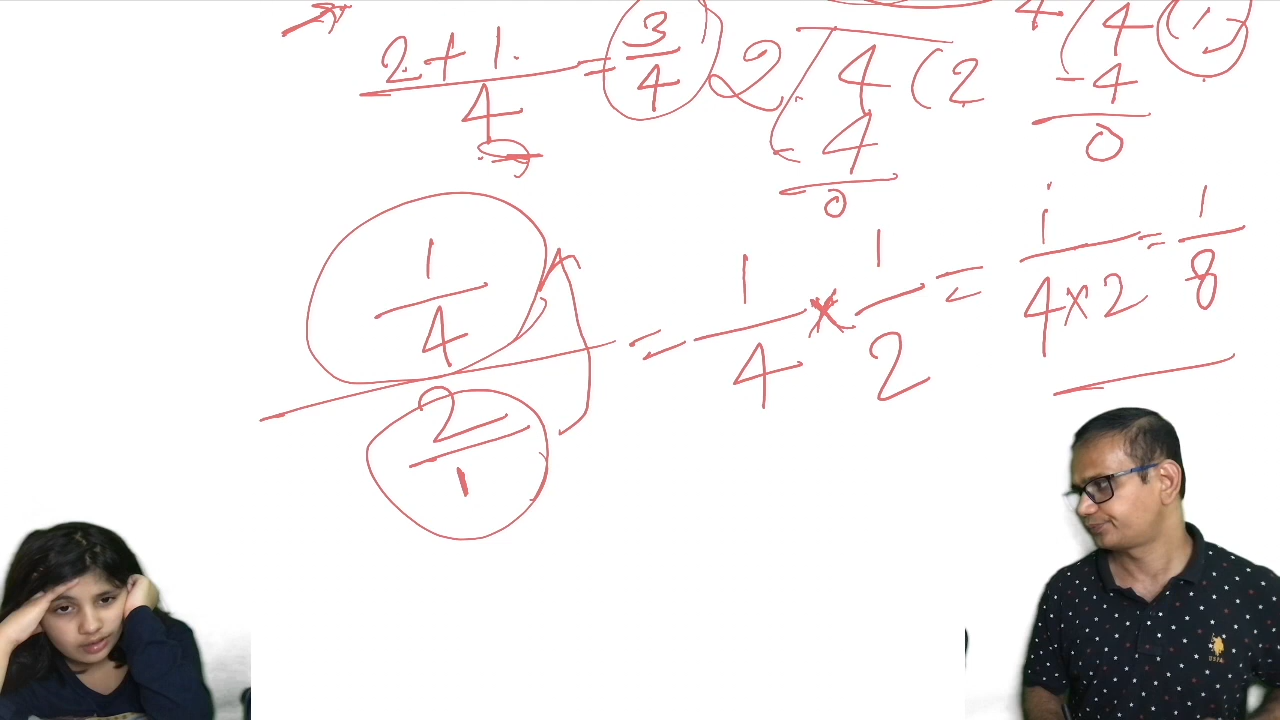 2+1/4 = 3/4
2 ) 4 ( 2
- 4
0
4 ) 4 ( 1
- 4
0
1/4 / 2/1 = 1/4 × 1/2 = 1/4×2 = 1/8
USPA